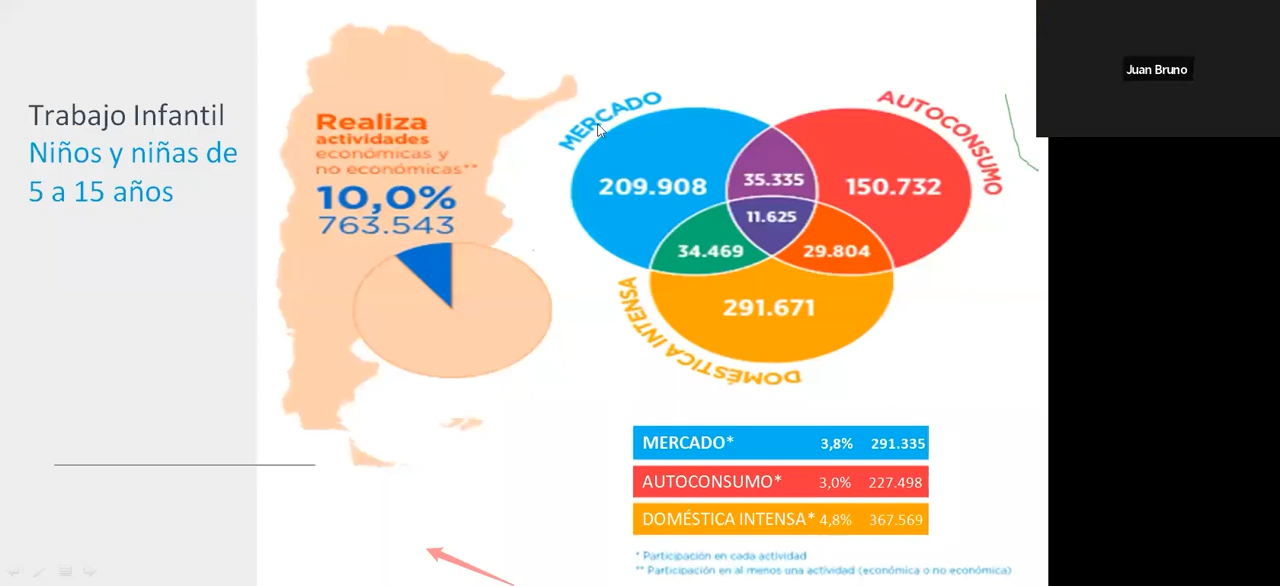 Trabajo Infantil
Niños y niñas de
5 a 15 años
Realiza
actividades
económicas y
no económicas**
10,0%
763.543
MERCADO
AUTOCONSUMO
DOMÉSTICA INTENSA
209.908
35.335
150.732
11.625
34.469
29.804
291.671
MERCADO* 3,8% 291.335
AUTOCONSUMO* 3,0% 227.498
DOMÉSTICA INTENSA* 4,8% 367.569
* Participación en cada actividad
** Participación en al menos una actividad (económica o no económica)
Juan Bruno